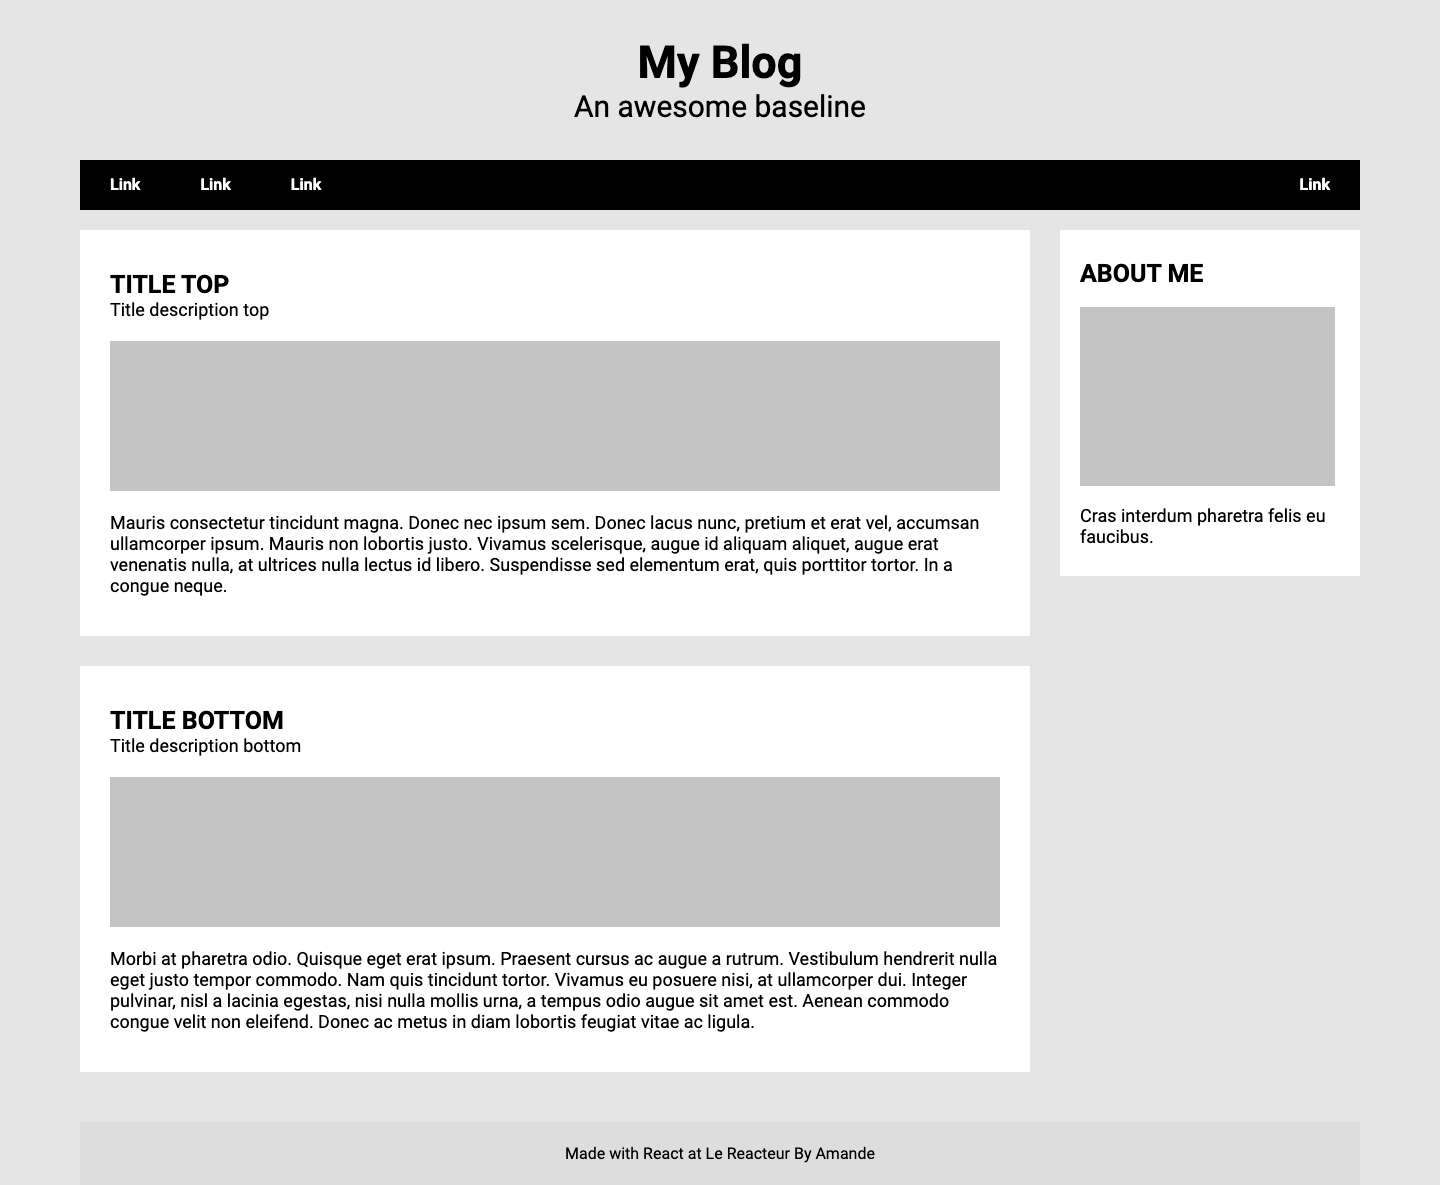 My Blog
An awesome baseline
Link Link Link Link
TITLE TOP
Title description top
Mauris consectetur tincidunt magna. Donec nec ipsum sem. Donec lacus nunc, pretium et erat vel, accumsan
ullamcorper ipsum. Mauris non lobortis justo. Vivamus scelerisque, augue id aliquam aliquet, augue erat
venenatis nulla, at ultrices nulla lectus id libero. Suspendisse sed elementum erat, quis porttitor tortor. In a
congue neque.
ABOUT ME
Cras interdum pharetra felis eu
faucibus.
TITLE BOTTOM
Title description bottom
Morbi at pharetra odio. Quisque eget erat ipsum. Praesent cursus ac augue a rutrum. Vestibulum hendrerit nulla
eget justo tempor commodo. Nam quis tincidunt tortor. Vivamus eu posuere nisi, at ullamcorper dui. Integer
pulvinar, nisl a lacinia egestas, nisi nulla mollis urna, a tempus odio augue sit amet est. Aenean commodo
congue velit non eleifend. Donec ac metus in diam lobortis feugiat vitae ac ligula.
Made with React at Le Reacteur By Amande